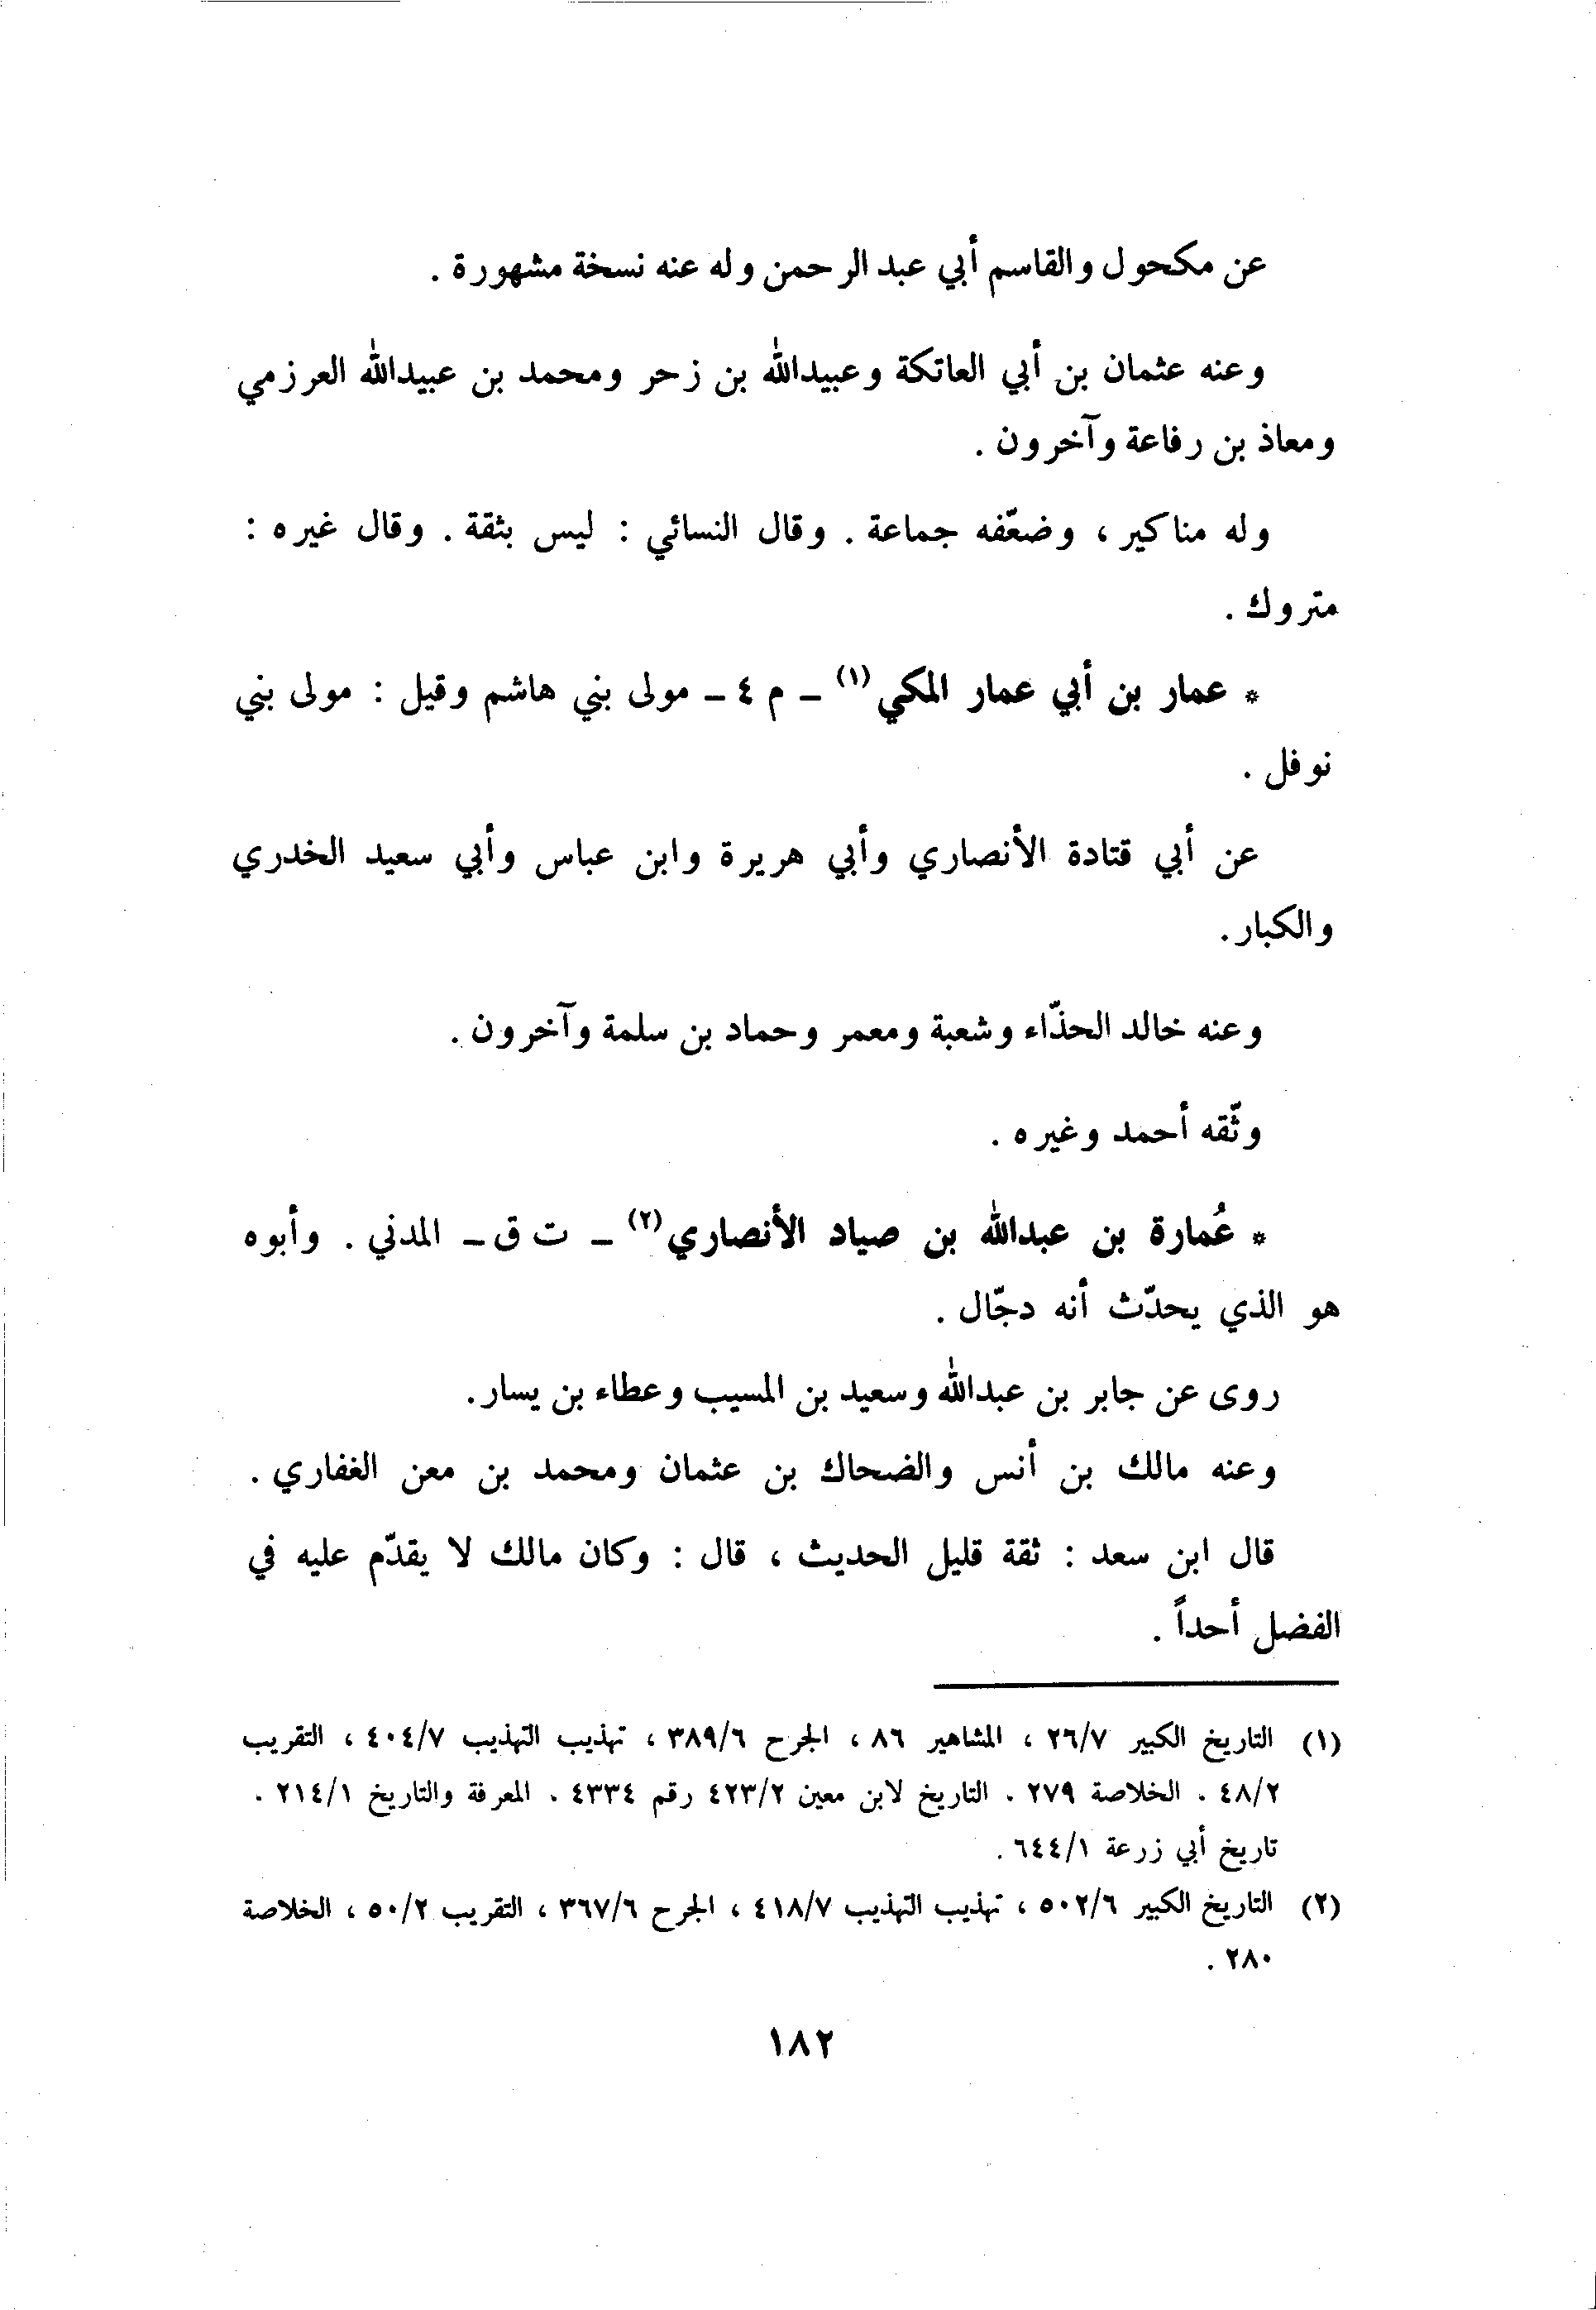 عن مكحول والقاسم أبي عبد الرحمن وله عنه نسخة مشهورة .
وعنه عثمان بن أبي العاتكة وعبيدالله بن زحر ومحمد بن عبيدالله العرزمي
ومعاذ بن رفاعة وآخرون .
وله مناكير ، وضعّفه جماعة . وقال النسائي : ليس بثقة . وقال غيره :
متروك .
* عمار بن أبي عمار المكي (١) ـ م ٤ ـ مولى بني هاشم وقيل : مولى بني
نوفل .
عن أبي قتادة الأنصاري وأبي هريرة وابن عباس وأبي سعيد الخدري
والكبار .
وعنه خالد الحذّاء وشعبة ومعمر وحماد بن سلمة وآخرون .
وثّقه أحمد وغيره .
* عُمارة بن عبدالله بن صياد الأنصاري (٢) ـ ت ق ـ المدني . وأبوه
هو الذي يحدّث أنه دجّال .
روى عن جابر بن عبدالله وسعيد بن المسيب وعطاء بن يسار .
وعنه مالك بن أنس والضحاك بن عثمان ومحمد بن معن الغفاري .
قال ابن سعد : ثقة قليل الحديث ، قال : وكان مالك لا يقدّم عليه في
الفضل أحداً .
(١) التاريخ الكبير ٢٦/٧ ، المشاهير ٨٦ ، الجرح ٣٨٩/٦ ، تهذيب التهذيب ٤٠٤/٧ ، التقريب
٤٨/٢ . الخلاصة ٢٧٩ . التاريخ لابن معين ٤٢٣/٢ رقم ٤٣٣٤ . المعرفة والتاريخ ٢١٤/١ .
تاريخ أبي زرعة ٦٤٤/١ .
(٢) التاريخ الكبير ٥٠٢/٦ ، تهذيب التهذيب ٤١٨/٧ ، الجرح ٣٦٧/٦ ، التقريب ٥٠/٢ ، الخلاصة
٢٨٠ .
١٨٢